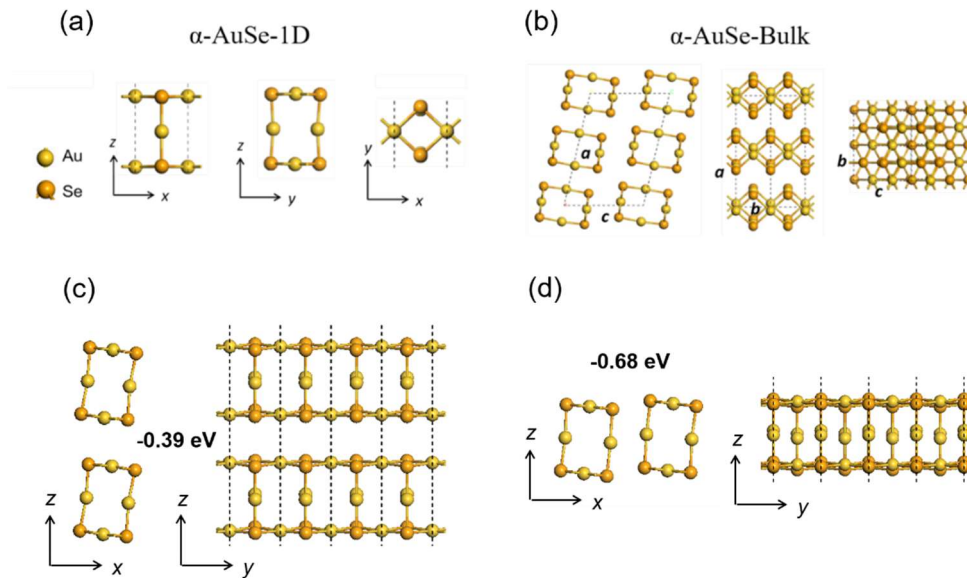 (a)
α-AuSe-1D
Au
Se
z
x
z
y
y
x
(b)
α-AuSe-Bulk
a
c
a
b
b
c
(c)
-0.39 eV
z
x
z
y
(d)
-0.68 eV
z
x
z
y